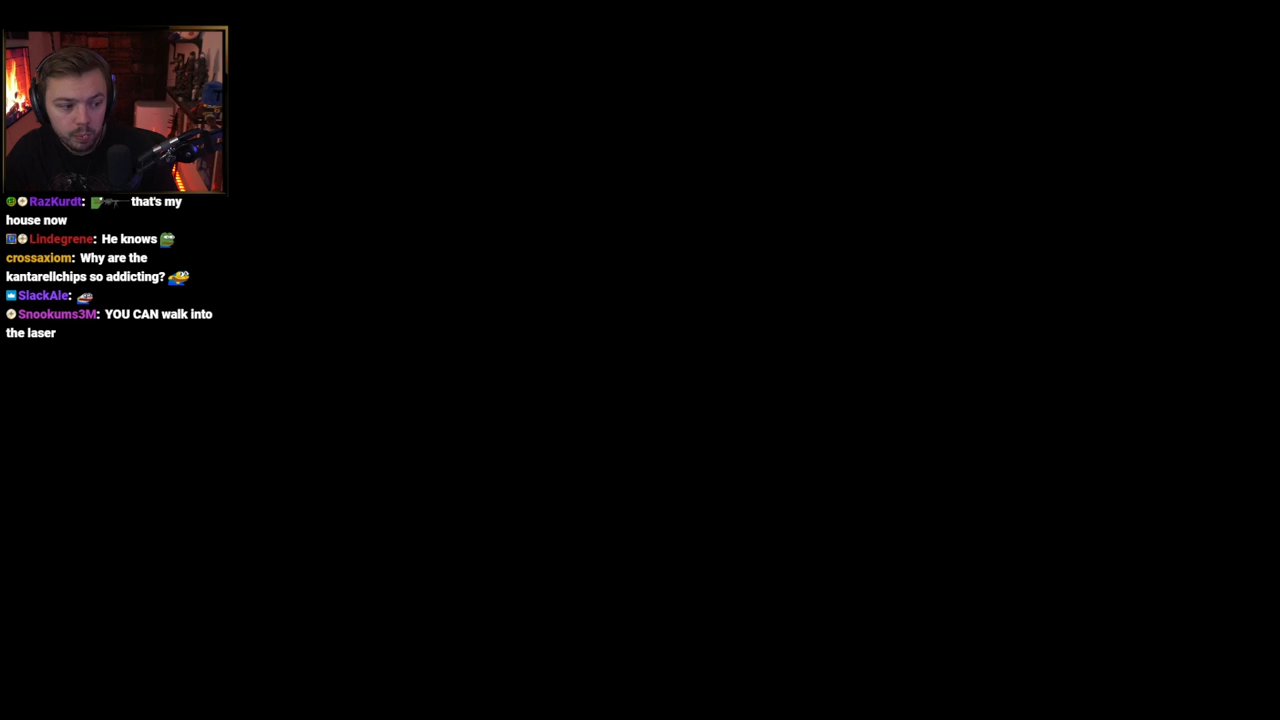 RazKurdt: that's my
house now
Lindegrene: He knows
crossaxiom: Why are the
kantarellchips so addicting?
SlackAle:
Snookums3M: YOU CAN walk into
the laser